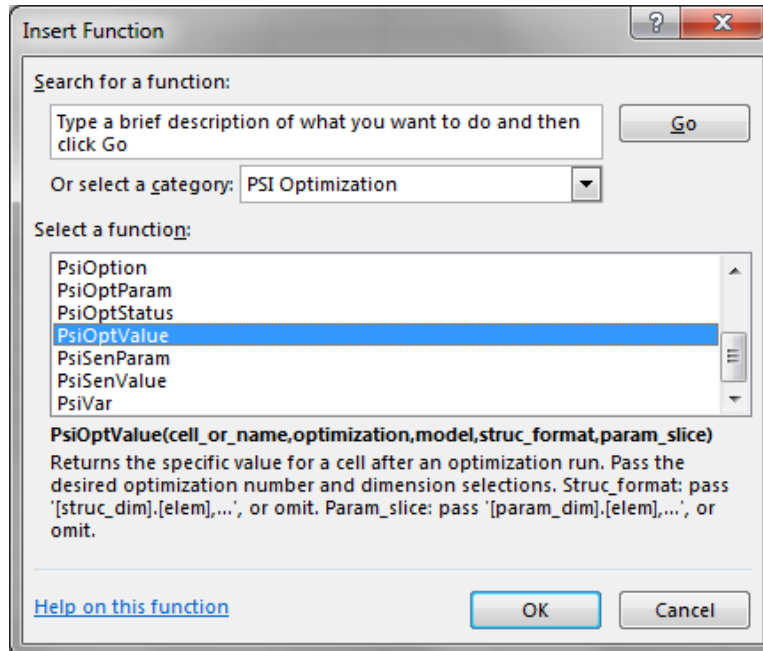 Insert Function
Search for a function:
Type a brief description of what you want to do and then
click Go
Go
Or select a category: PSI Optimization
Select a function:
PsiOption
PsiOptParam
PsiOptStatus
PsiOptValue
PsiSenParam
PsiSenValue
PsiVar
PsiOptValue(cell_or_name,optimization,model,struc_format,param_slice)
Returns the specific value for a cell after an optimization run. Pass the
desired optimization number and dimension selections. Struc_format: pass
'[struc_dim].[elem],...', or omit. Param_slice: pass '[param_dim].[elem],...', or
omit.
Help on this function
OK
Cancel